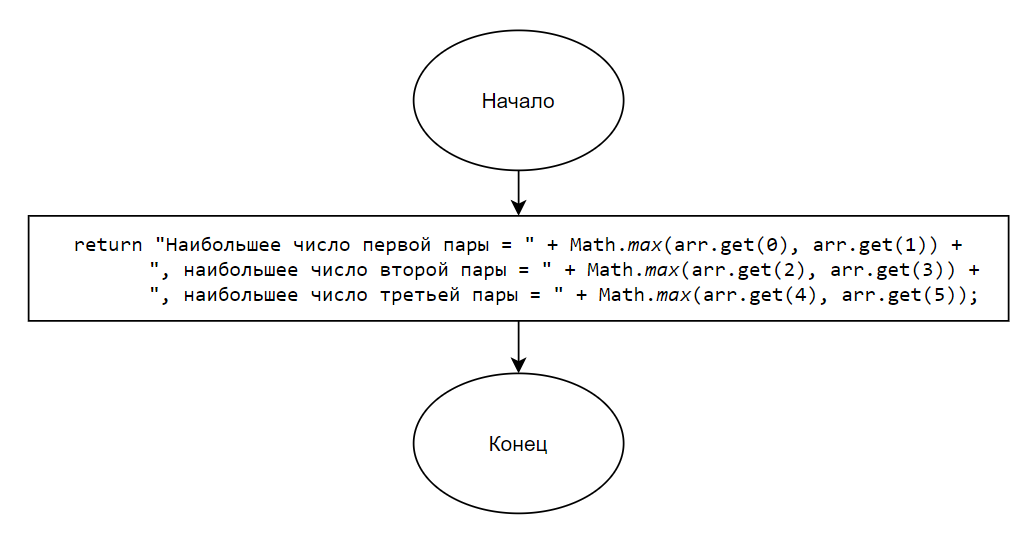 Начало
return "Наибольшее число первой пары = " + Math.max(arr.get(0), arr.get(1)) +
", наибольшее число второй пары = " + Math.max(arr.get(2), arr.get(3)) +
", наибольшее число третьей пары = " + Math.max(arr.get(4), arr.get(5));
Конец